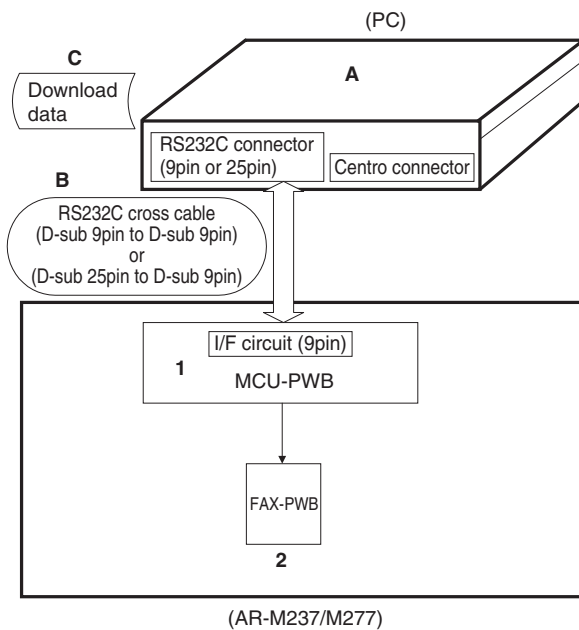 (PC)
C
A
Download
data
RS232C connector
(9pin or 25pin)
Centro connector
B
RS232C cross cable
(D-sub 9pin to D-sub 9pin)
or
(D-sub 25pin to D-sub 9pin)
I/F circuit (9pin)
1
MCU-PWB
FAX-PWB
2
(AR-M237/M277)